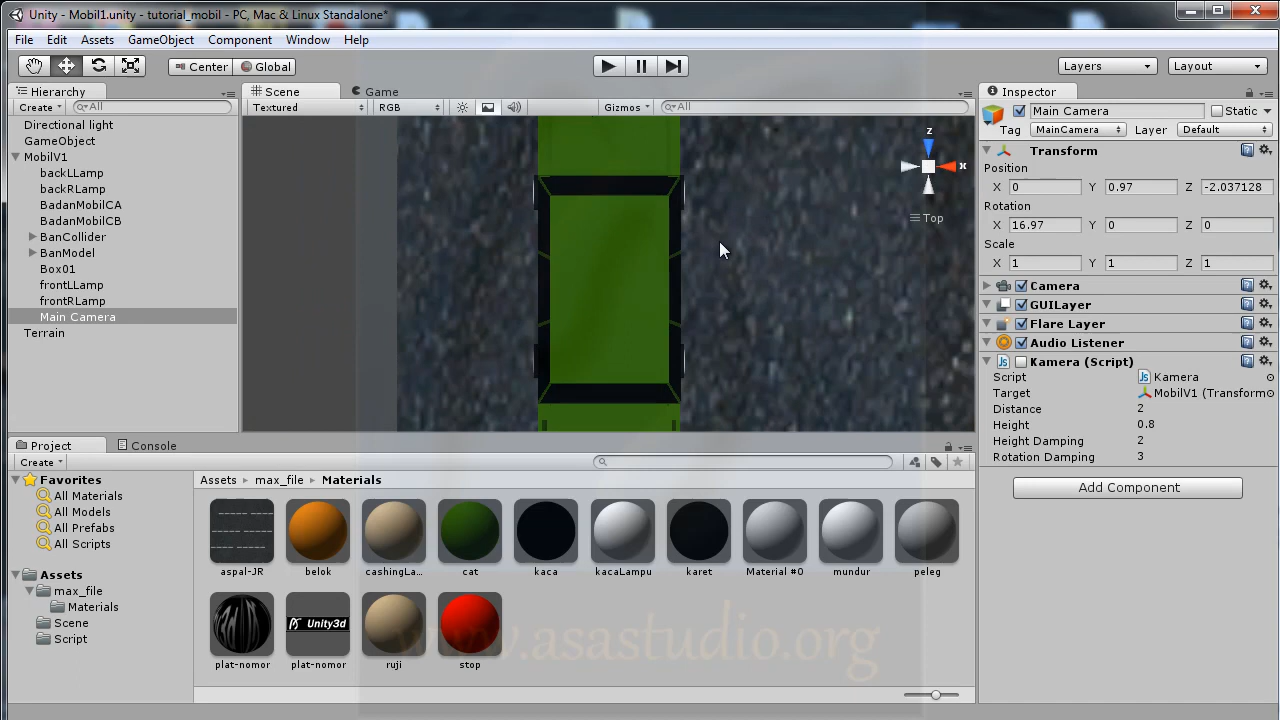 Unity - Mobil1.unity - tutorial_mobil - PC, Mac & Linux Standalone*
File Edit Assets GameObject Component Window Help
Center Global Layers Layout
Hierarchy
Create All
Directional light
GameObject
MobilV1
backLLamp
backRLamp
BadanMobilCA
BadanMobilCB
BanCollider
BanModel
Box01
frontLLamp
frontRLamp
Main Camera
Terrain
Scene Game
Textured RGB Gizmos All
z
x
Top
Inspector
Main Camera Static
Tag MainCamera Layer Default
Transform
Position
X 0 Y 0.97 Z -2.037128
Rotation
X 16.97 Y 0 Z 0
Scale
X 1 Y 1 Z 1
Camera
GUILayer
Flare Layer
Audio Listener
Kamera (Script)
Script Kamera
Target MobilV1 (Transform
Distance 2
Height 0.8
Height Damping 2
Rotation Damping 3
Add Component
Project Console
Create
Favorites
All Materials
All Models
All Prefabs
All Scripts
Assets
max_file
Materials
Scene
Script
Assets max_file Materials
aspal-JR belok cashingLa... cat kaca kacaLampu karet Material #0 mundur peleg
Unity3d
plat-nomor plat-nomor ruji stop
www.asastudio.org